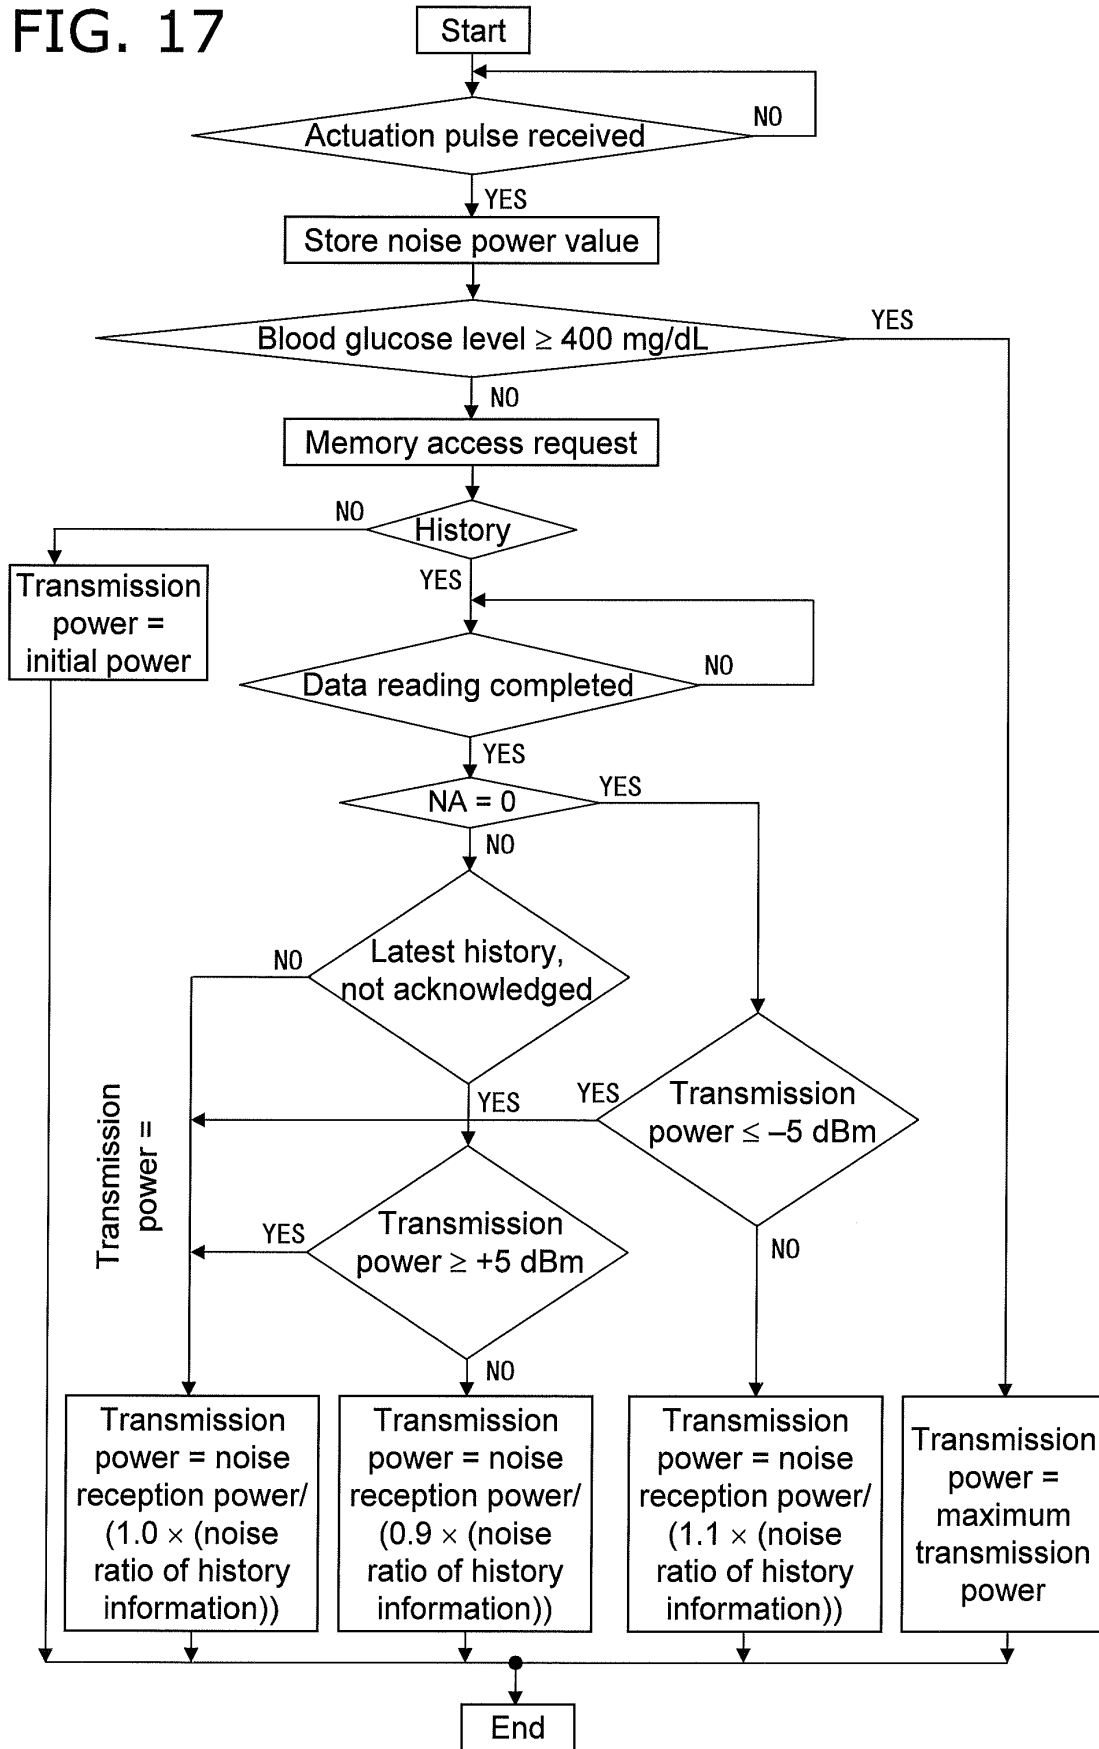 FIG. 17
Start
NO
Actuation pulse received
YES
Store noise power value
YES
Blood glucose level ≥ 400 mg/dL
NO
Memory access request
NO
History
YES
Transmission
power =
initial power
NO
Data reading completed
YES
YES
NA = 0
NO
NO
Latest history,
not acknowledged
YES
YES
Transmission
power ≤ –5 dBm
Transmission
power =
YES
Transmission
power ≥ +5 dBm
NO
NO
Transmission
power = noise
reception power/
(1.0 × (noise
ratio of history
information))
Transmission
power = noise
reception power/
(0.9 × (noise
ratio of history
information))
Transmission
power = noise
reception power/
(1.1 × (noise
ratio of history
information))
Transmission
power =
maximum
transmission
power
End